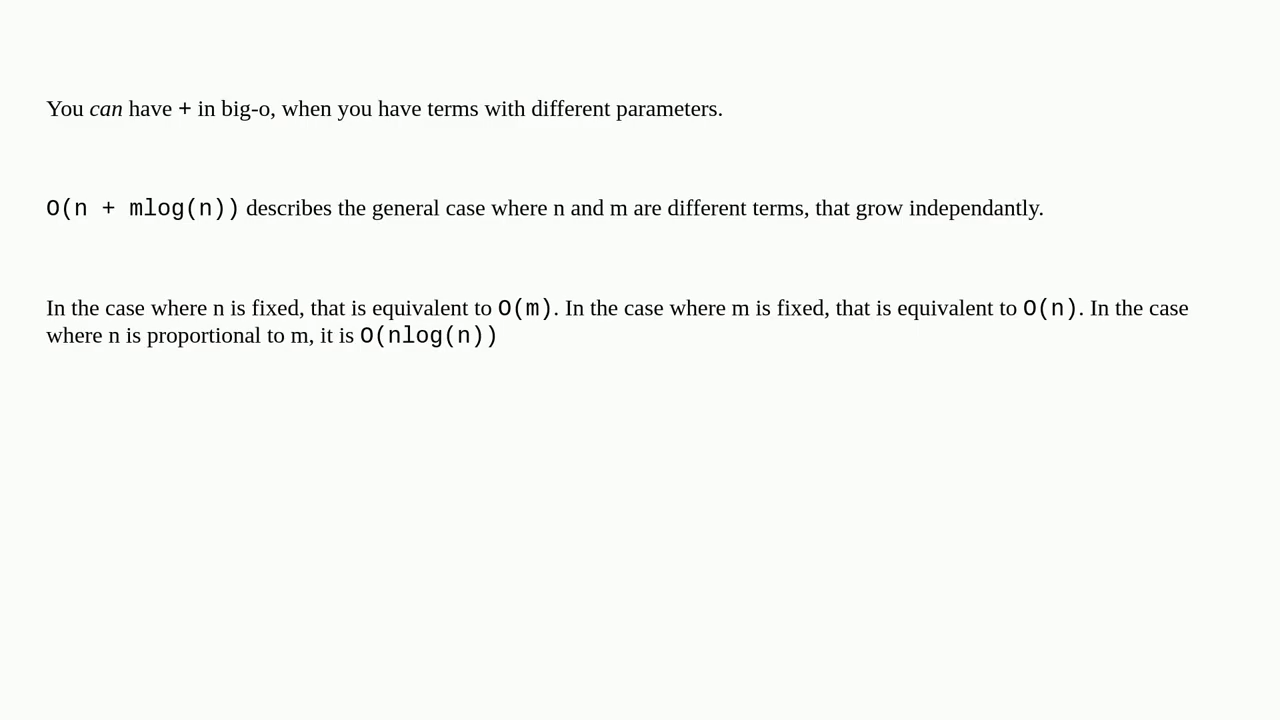 You can have + in big-o, when you have terms with different parameters.
O(n + mlog(n)) describes the general case where n and m are different terms, that grow independantly.
In the case where n is fixed, that is equivalent to O(m). In the case where m is fixed, that is equivalent to O(n). In the case
where n is proportional to m, it is O(nlog(n))